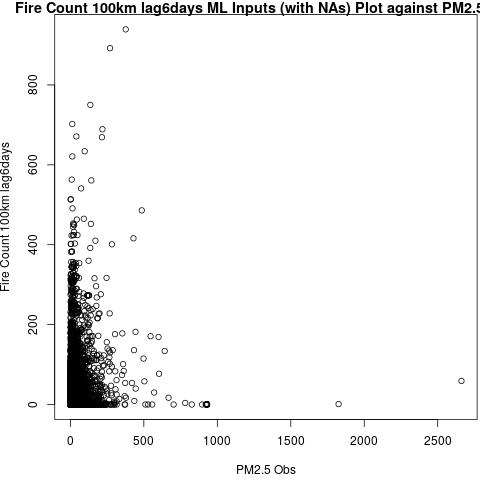 Fire Count 100km lag6days ML Inputs (with NAs) Plot against PM2.5
Fire Count 100km lag6days
800
600
400
200
0
0 500 1000 1500 2000 2500
PM2.5 Obs